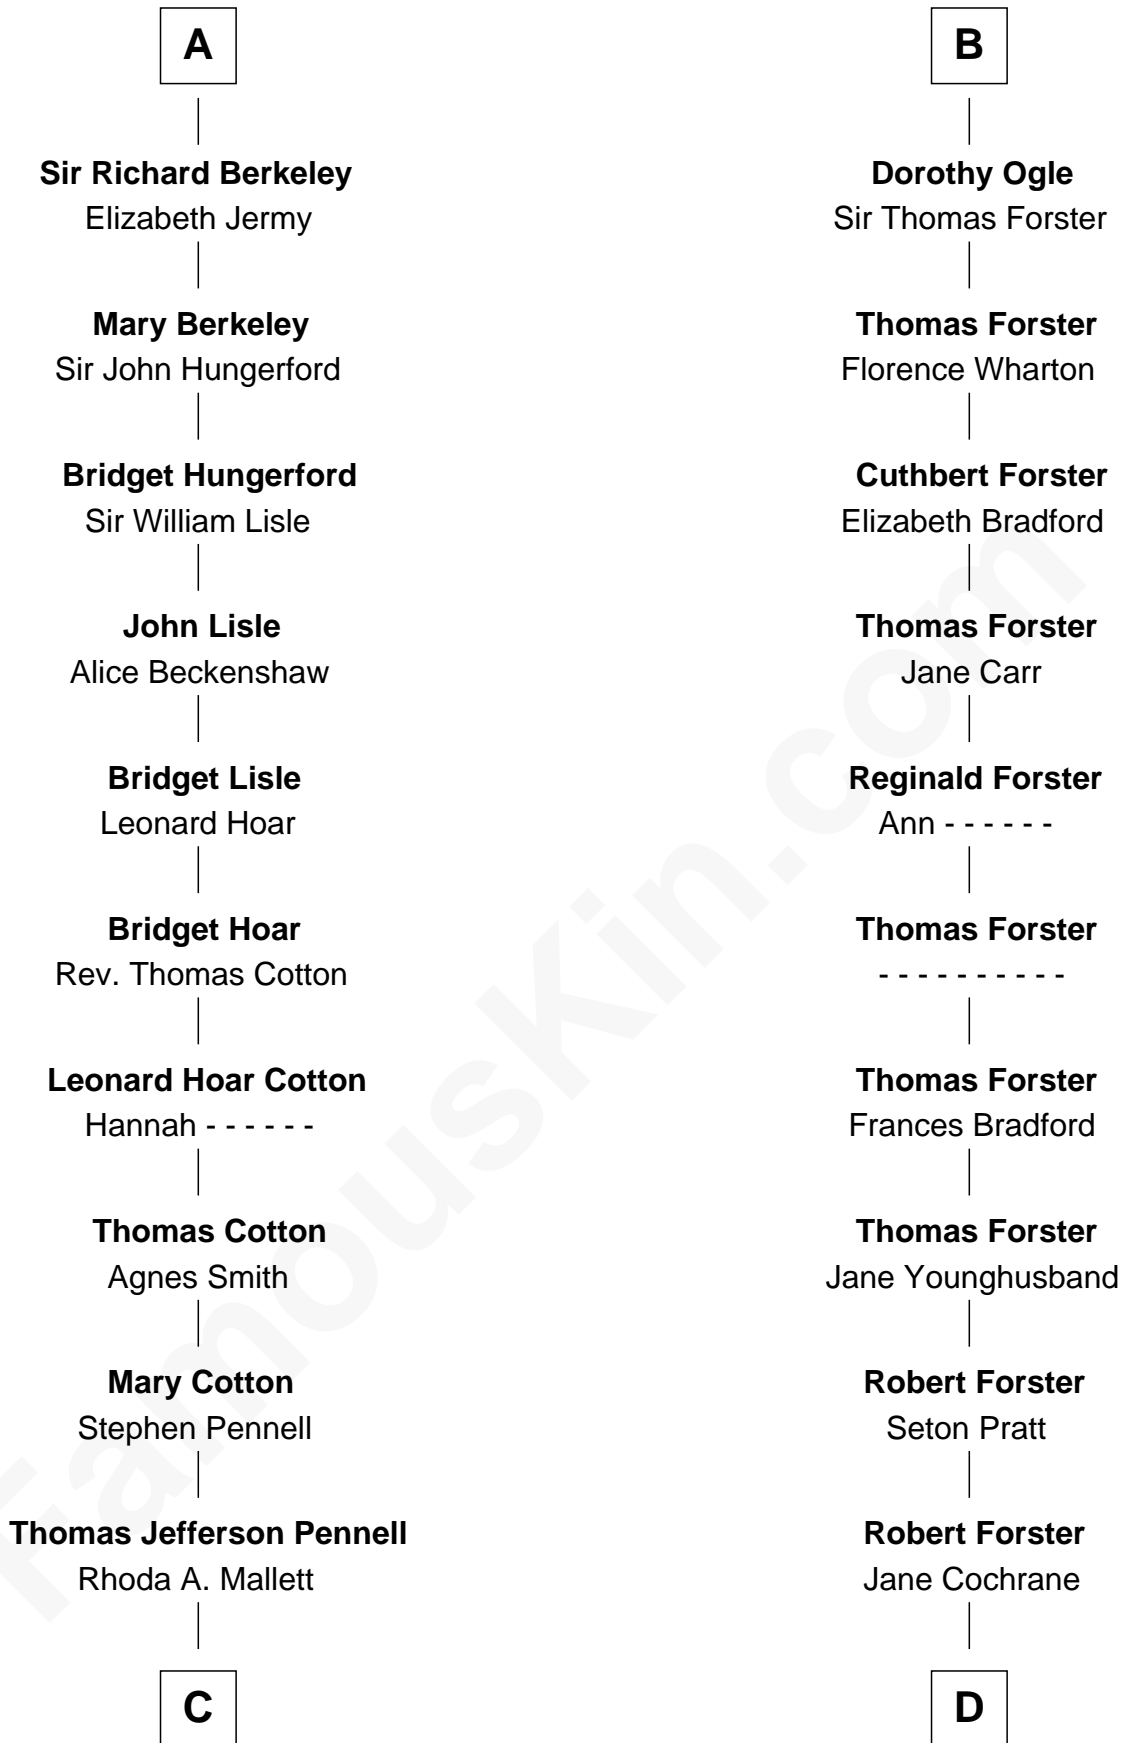 A
Sir Richard Berkeley
Elizabeth Jermy
Mary Berkeley
Sir John Hungerford
Bridget Hungerford
Sir William Lisle
John Lisle
Alice Beckenshaw
Bridget Lisle
Leonard Hoar
Bridget Hoar
Rev. Thomas Cotton
Leonard Hoar Cotton
Hannah - - - - - -
Thomas Cotton
Agnes Smith
Mary Cotton
Stephen Pennell
Thomas Jefferson Pennell
Rhoda A. Mallett
C
B
Dorothy Ogle
Sir Thomas Forster
Thomas Forster
Florence Wharton
Cuthbert Forster
Elizabeth Bradford
Thomas Forster
Jane Carr
Reginald Forster
Ann - - - - - -
Thomas Forster
- - - - - - - - - -
Thomas Forster
Frances Bradford
Thomas Forster
Jane Younghusband
Robert Forster
Seton Pratt
Robert Forster
Jane Cochrane
D
FamousKin.com